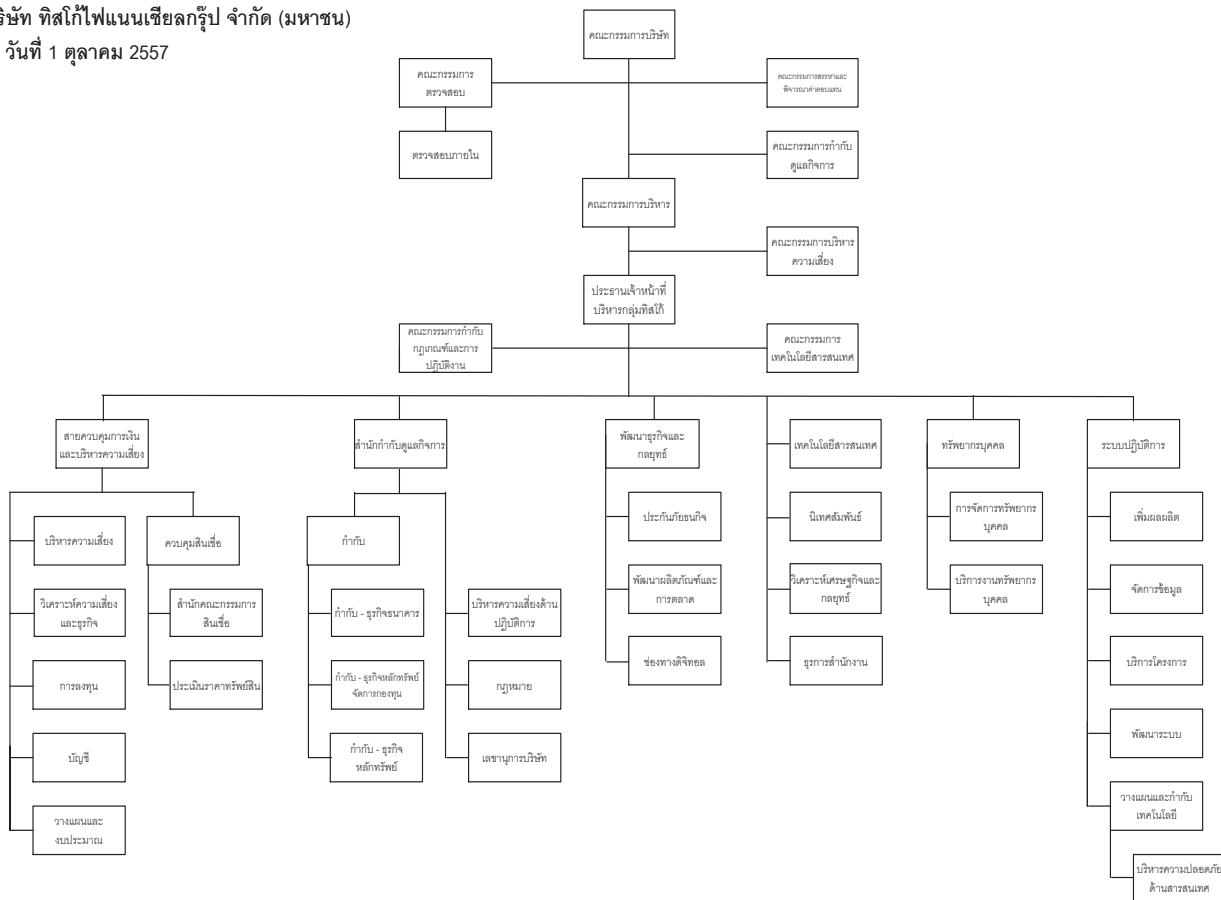 ริษัท ทิสโก้ไฟแนนเชียลกรุ๊ป จำกัด (มหาชน)
วันที่ 1 ตุลาคม 2557
คณะกรรมการบริษัท
คณะกรรมการ
ตรวจสอบ
คณะกรรมการสรรหาและ
พิจารณาค่าตอบแทน
ตรวจสอบภายใน
คณะกรรมการกำกับ
ดูแลกิจการ
คณะกรรมการบริหาร
คณะกรรมการบริหาร
ความเสี่ยง
ประธานเจ้าหน้าที่
บริหารกลุ่มทิสโก้
คณะกรรมการกำกับ
กฎเกณฑ์และการ
ปฏิบัติงาน
คณะกรรมการ
เทคโนโลยีสารสนเทศ
สายควบคุมการเงิน
และบริหารความเสี่ยง
สำนักกำกับดูแลกิจการ
พัฒนาธุรกิจและ
กลยุทธ์
เทคโนโลยีสารสนเทศ
ทรัพยากรบุคคล
ระบบปฏิบัติการ
บริหารความเสี่ยง
ควบคุมสินเชื่อ
กำกับ
ประกันภัยธนกิจ
นิเทศสัมพันธ์
การจัดการทรัพยากร
บุคคล
เพิ่มผลผลิต
วิเคราะห์ความเสี่ยง
และธุรกิจ
สำนักคณะกรรมการ
สินเชื่อ
กำกับ - ธุรกิจธนาคาร
บริหารความเสี่ยงด้าน
ปฏิบัติการ
พัฒนาผลิตภัณฑ์และ
การตลาด
วิเคราะห์เศรษฐกิจและ
กลยุทธ์
บริการงานทรัพยากร
บุคคล
จัดการข้อมูล
การลงทุน
ประเมินราคาทรัพย์สิน
กำกับ - ธุรกิจหลักทรัพย์
จัดการกองทุน
กฎหมาย
ช่องทางดิจิทอล
ธุรการสำนักงาน
บริการโครงการ
บัญชี
กำกับ - ธุรกิจ
หลักทรัพย์
เลขานุการบริษัท
พัฒนาระบบ
วางแผนและ
งบประมาณ
วางแผนและกำกับ
เทคโนโลยี
บริหารความปลอดภัย
ด้านสารสนเทศ